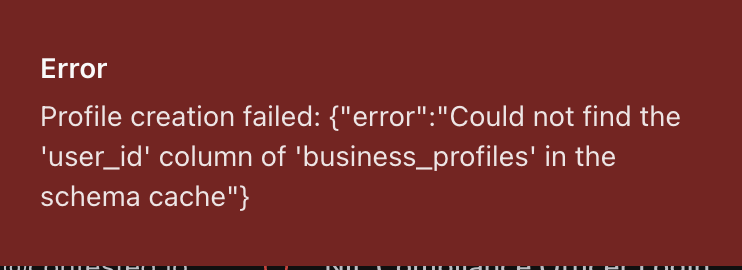 Error
Profile creation failed: {"error":"Could not find the
'user_id' column of 'business_profiles' in the
schema cache"}